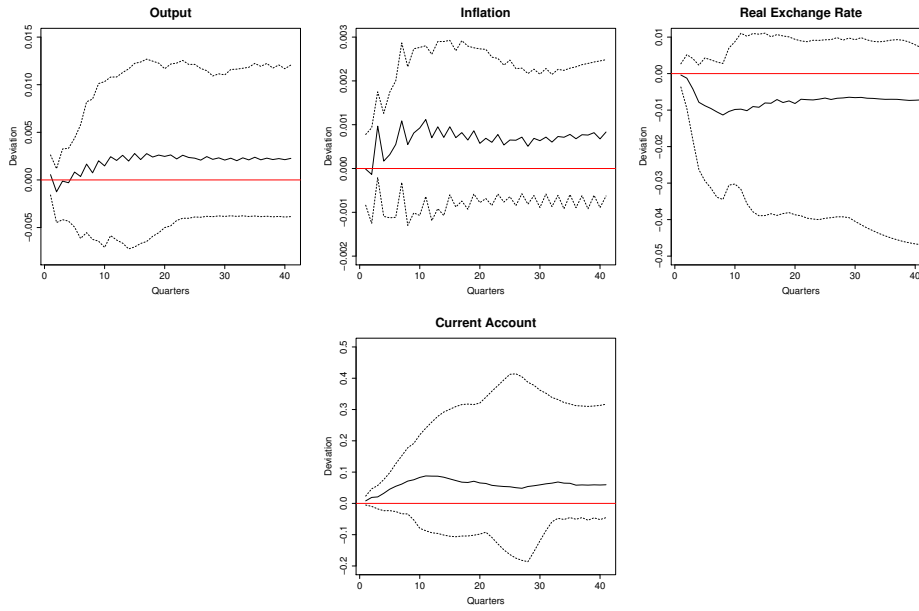 Output
Deviation
0.015
0.010
0.005
0.000
−0.005
0 10 20 30 40
Quarters
Inflation
Deviation
0.003
0.002
0.001
0.000
−0.001
−0.002
0 10 20 30 40
Quarters
Real Exchange Rate
Deviation
0.01
0.00
−0.01
−0.03
−0.04
−0.05
0 10 20 30 40
Quarters
Current Account
Deviation
0.5
0.4
0.3
0.2
0.1
0.0
−0.1
−0.2
0 10 20 30 40
Quarters